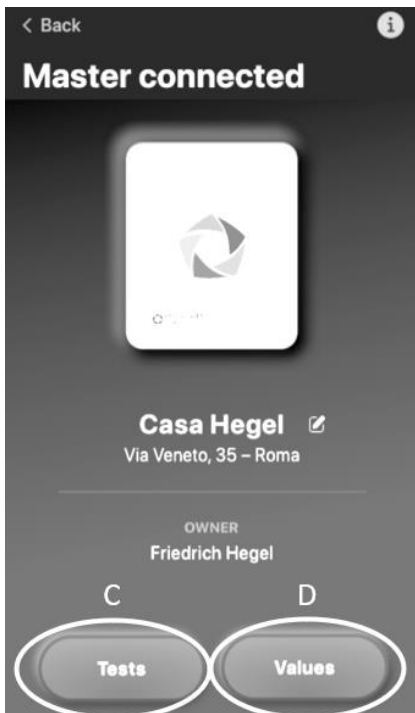 < Back
Master connected
Casa Hegel
Via Veneto, 35 – Roma
OWNER
Friedrich Hegel
C D
Tests Values